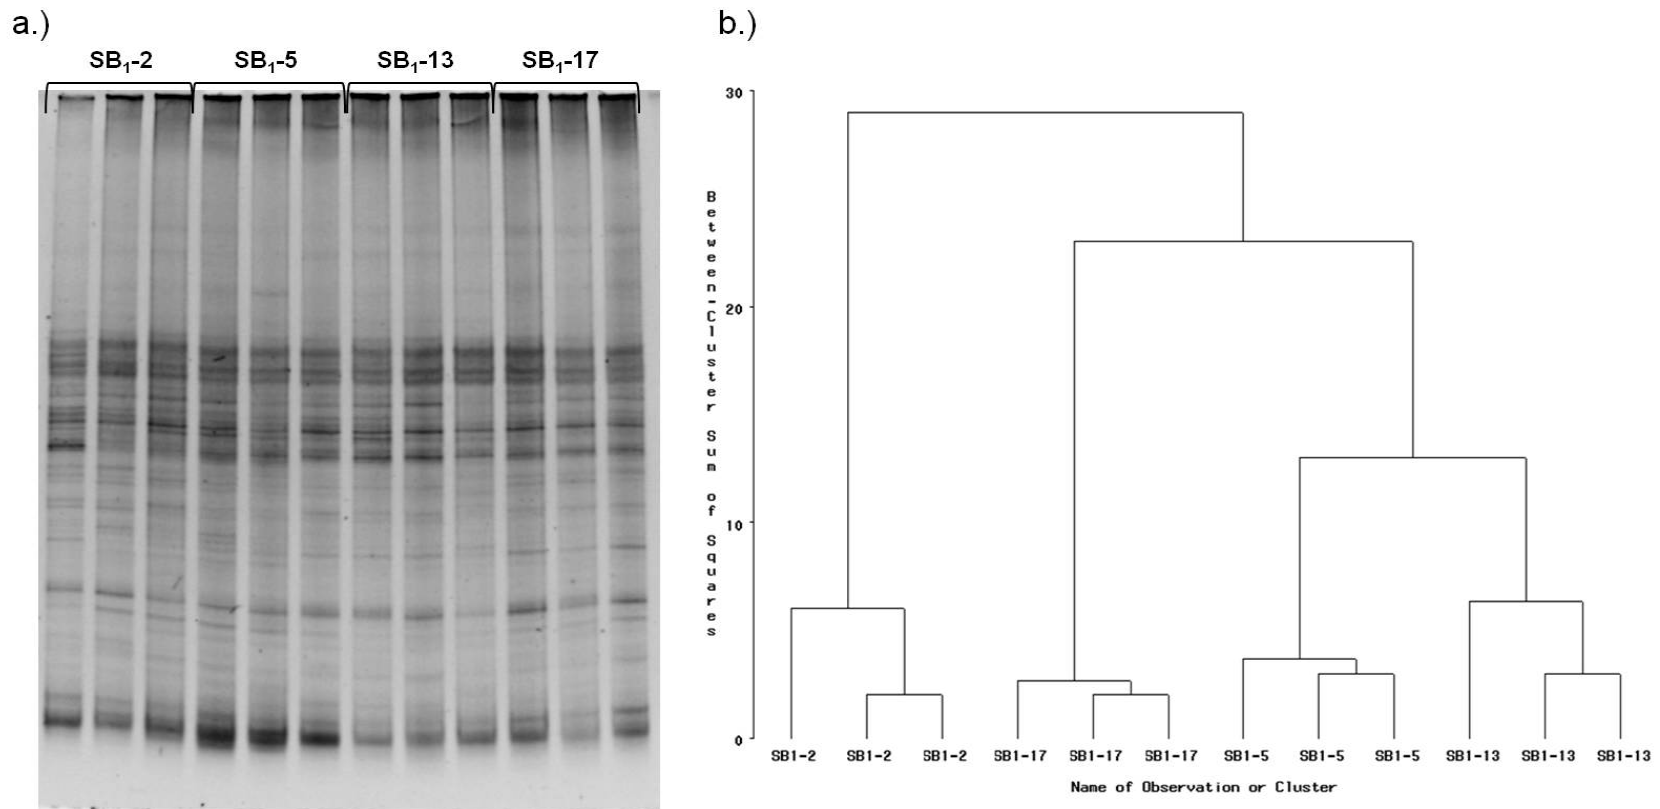 a.)
SB1-2 SB1-5 SB1-13 SB1-17
b.)
30
20
10
0
Between-Cluster Sum of Squares
SB1-2 SB1-2 SB1-2 SB1-17 SB1-17 SB1-17 SB1-5 SB1-5 SB1-5 SB1-13 SB1-13 SB1-13
Name of Observation or Cluster